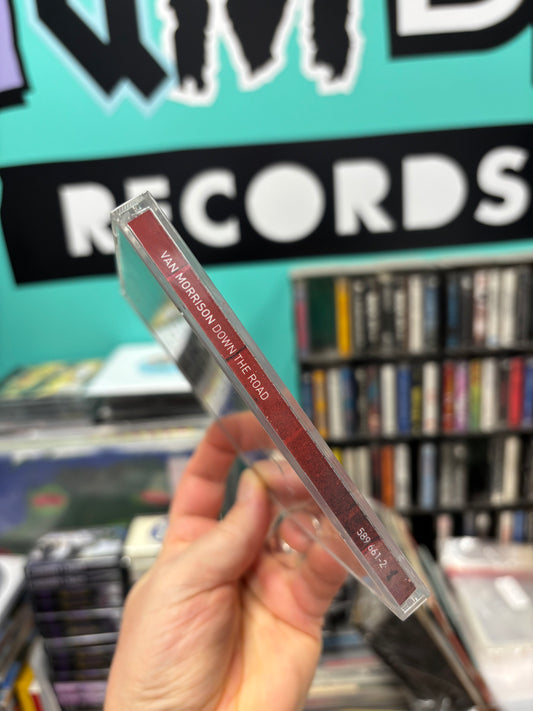 RECORDS
VAN MORRISON DOWN THE ROAD
589 661-2